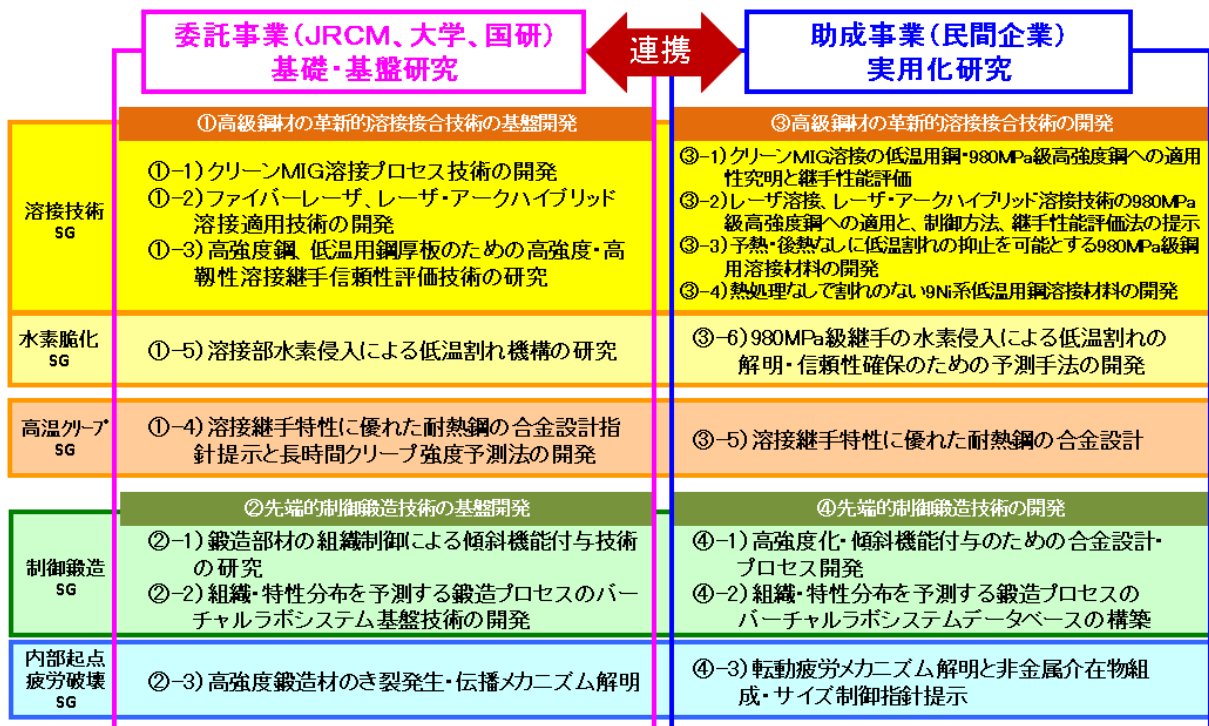 委託事業(JRCM、大学、国研)
基礎・基盤研究
連携
助成事業(民間企業)
実用化研究
①高級鋼材の革新的溶接接合技術の基盤開発
③高級鋼材の革新的溶接接合技術の開発
溶接技術
SG
①-1)クリーンMIG溶接プロセス技術の開発
①-2)ファイバーレーザ、レーザ・アークハイブリッド
溶接適用技術の開発
①-3)高強度鋼、低温用鋼厚板のための高強度・高
靱性溶接継手信頼性評価技術の研究
③-1)クリーンMIG溶接の低温用鋼・980MPa級高強度鋼への適用
性究明と継手性能評価
③-2)レーザ溶接、レーザ・アークハイブリッド溶接技術の980MPa
級高強度鋼への適用と、制御方法、継手性能評価法の提示
③-3)予熱・後熱なしに低温割れの抑止を可能とする980MPa級鋼
用溶接材料の開発
③-4)熱処理なしで割れのない9Ni系低温用鋼溶接材料の開発
水素脆化
SG
①-5)溶接部水素侵入による低温割れ機構の研究
③-6)980MPa級継手の水素侵入による低温割れの
解明・信頼性確保のための予測手法の開発
高温クリープ
SG
①-4)溶接継手特性に優れた耐熱鋼の合金設計指
針提示と長時間クリープ強度予測法の開発
③-5)溶接継手特性に優れた耐熱鋼の合金設計
②先端的制御鍛造技術の基盤開発
④先端的制御鍛造技術の開発
制御鍛造
SG
②-1)鍛造部材の組織制御による傾斜機能付与技術
の研究
②-2)組織・特性分布を予測する鍛造プロセスのバー
チャルラボシステム基盤技術の開発
④-1)高強度化・傾斜機能付与のための合金設計・
プロセス開発
④-2)組織・特性分布を予測する鍛造プロセスの
バーチャルラボシステムデータベースの構築
内部起点
疲労破壊
SG
②-3)高強度鍛造材のき裂発生・伝播メカニズム解明
④-3)転動疲労メカニズム解明と非金属介在物組
成・サイズ制御指針提示